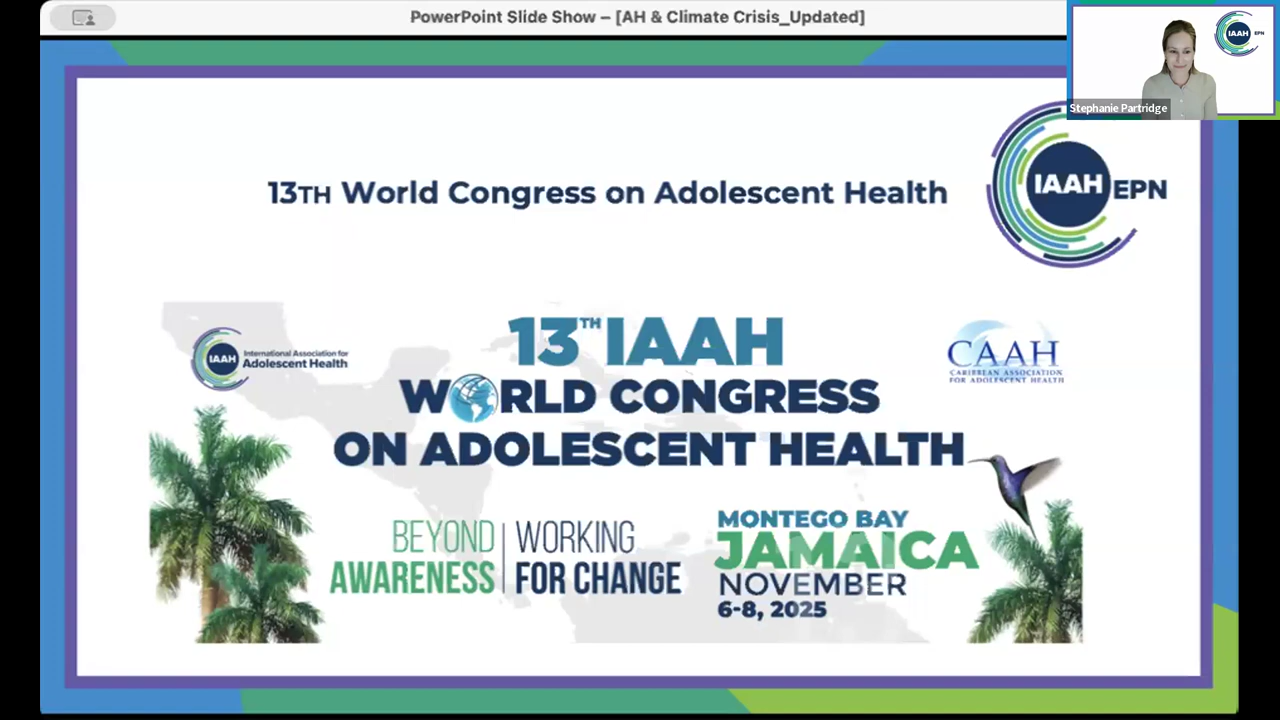 PowerPoint Slide Show – [AH & Climate Crisis_Updated]
IAAH EPN
Stephanie Partridge
13TH World Congress on Adolescent Health
IAAH EPN
13TH IAAH
WORLD CONGRESS
ON ADOLESCENT HEALTH
IAAH
International Association for
Adolescent Health
CAAH
CARIBBEAN ASSOCIATION
FOR ADOLESCENT HEALTH
BEYOND
AWARENESS
WORKING
FOR CHANGE
MONTEGO BAY
JAMAICA
NOVEMBER
6-8, 2025